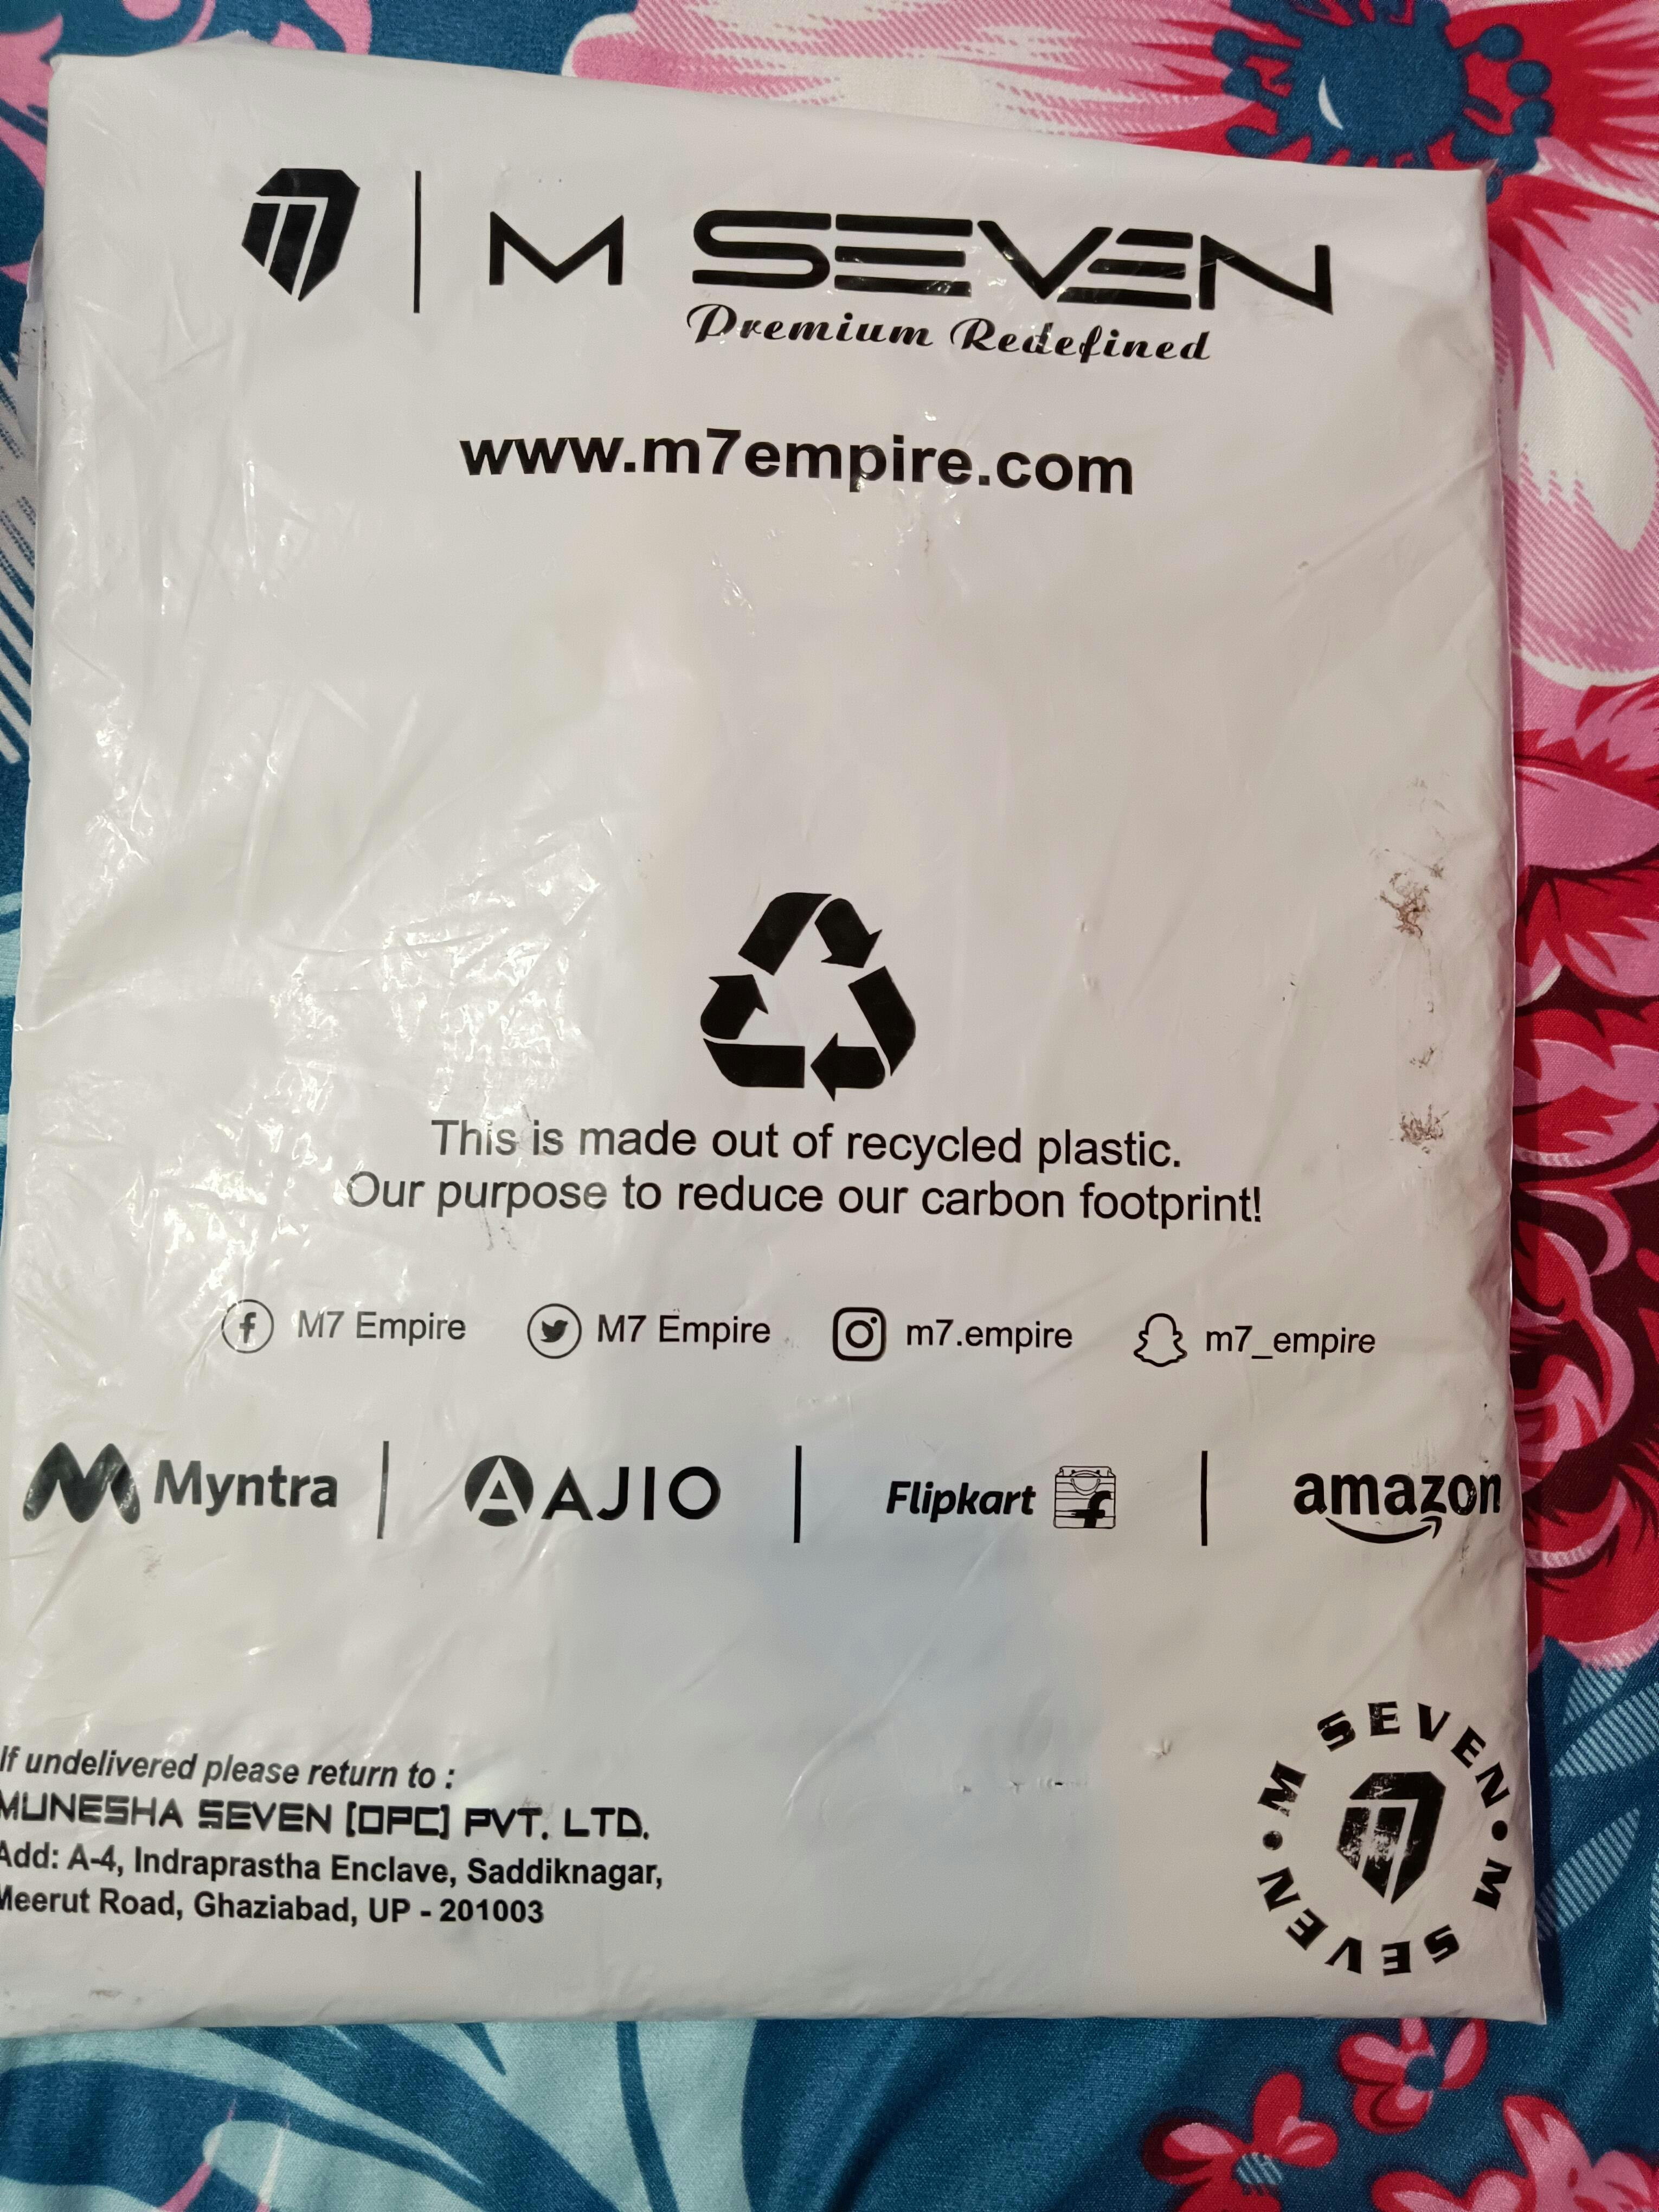 M SEVEN
Premium Redefined
www.m7empire.com
This is made out of recycled plastic.
Our purpose to reduce our carbon footprint!
M7 Empire M7 Empire m7.empire m7_empire
Myntra AJIO Flipkart amazon
If undelivered please return to :
MUNESHA SEVEN [OPC] PVT. LTD.
Add: A-4, Indraprastha Enclave, Saddiknagar,
Meerut Road, Ghaziabad, UP - 201003
M SEVEN • M SEVEN •